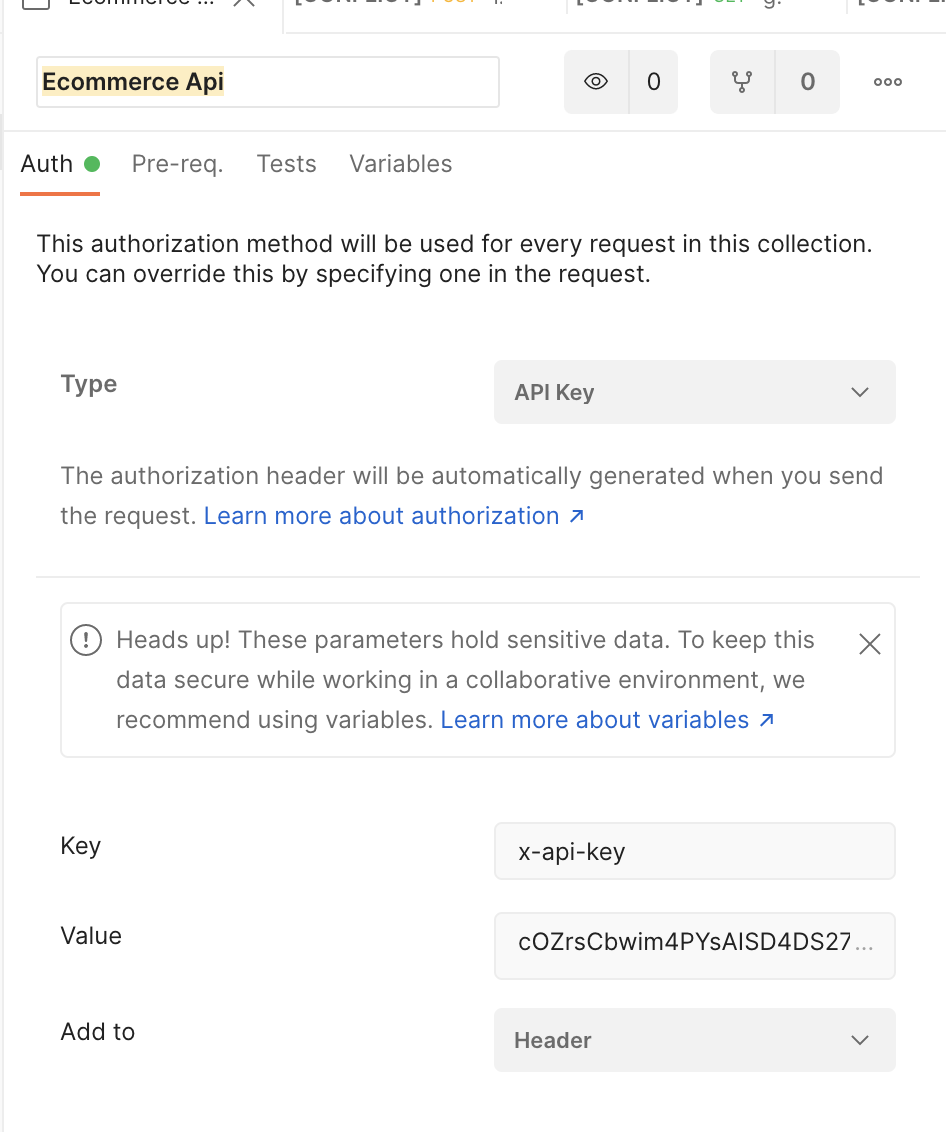 Ecommerce ...
Ecommerce Api
0
0
Auth
Pre-req.
Tests
Variables
This authorization method will be used for every request in this collection.
You can override this by specifying one in the request.
Type
API Key
The authorization header will be automatically generated when you send
the request. Learn more about authorization ↗
Heads up! These parameters hold sensitive data. To keep this
data secure while working in a collaborative environment, we
recommend using variables. Learn more about variables ↗
Key
x-api-key
Value
cOZrsCbwim4PYsAISD4DS27...
Add to
Header